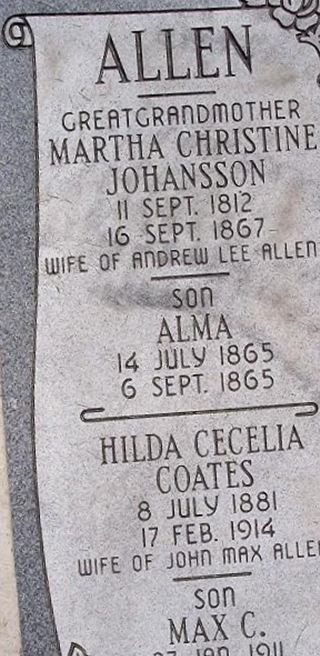 ALLEN
GREATGRANDMOTHER
MARTHA CHRISTINE
JOHANSSON
11 SEPT. 1812
16 SEPT. 1867
WIFE OF ANDREW LEE ALLEN
SON
ALMA
14 JULY 1865
6 SEPT. 1865
HILDA CECELIA
COATES
8 JULY 1881
17 FEB. 1914
WIFE OF JOHN MAX ALLEN
SON
MAX C.
JAN. 1911